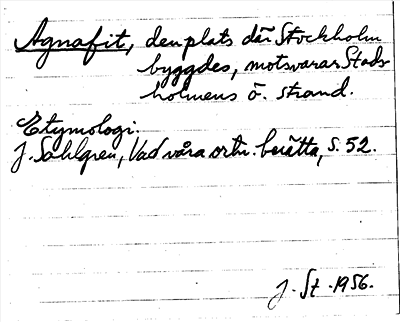 Agnafit, den plats där Stockholm
byggdes, motsvarar Stads-
holmens ö. strand.
Etymologi:
J. Sahlgren, Vad våra ortn. berätta, s. 52.
J. St. 1956.